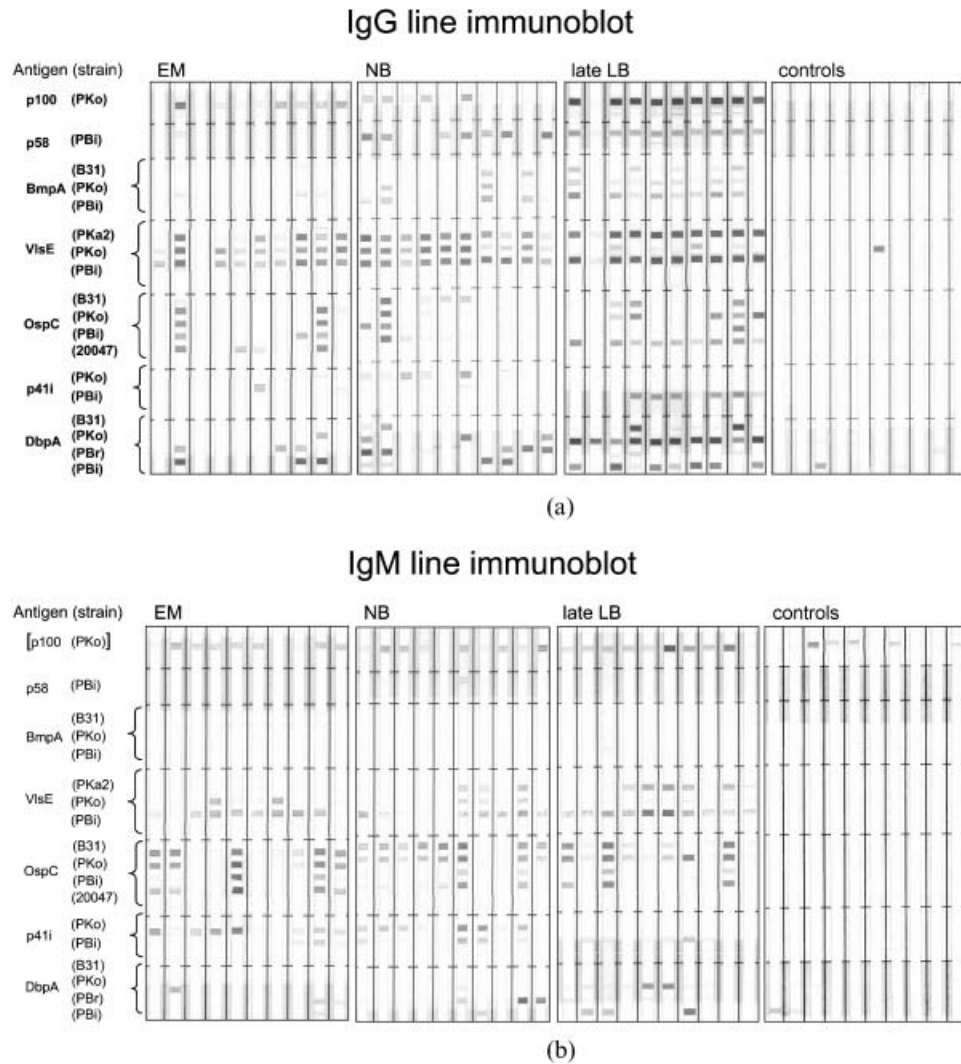 IgG line immunoblot
Antigen (strain) EM NB late LB controls
p100 (PKo)
p58 (PBi)
(B31)
BmpA (PKo)
(PBi)
(PKa2)
VlsE (PKo)
(PBi)
(B31)
OspC (PKo)
(PBi)
(20047)
p41i (PKo)
(PBi)
(B31)
DbpA (PKo)
(PBr)
(PBi)
(a)
IgM line immunoblot
Antigen (strain) EM NB late LB controls
[p100 (PKo)]
p58 (PBi)
(B31)
BmpA (PKo)
(PBi)
(PKa2)
VlsE (PKo)
(PBi)
(B31)
OspC (PKo)
(PBi)
(20047)
p41i (PKo)
(PBi)
(B31)
DbpA (PKo)
(PBr)
(PBi)
(b)